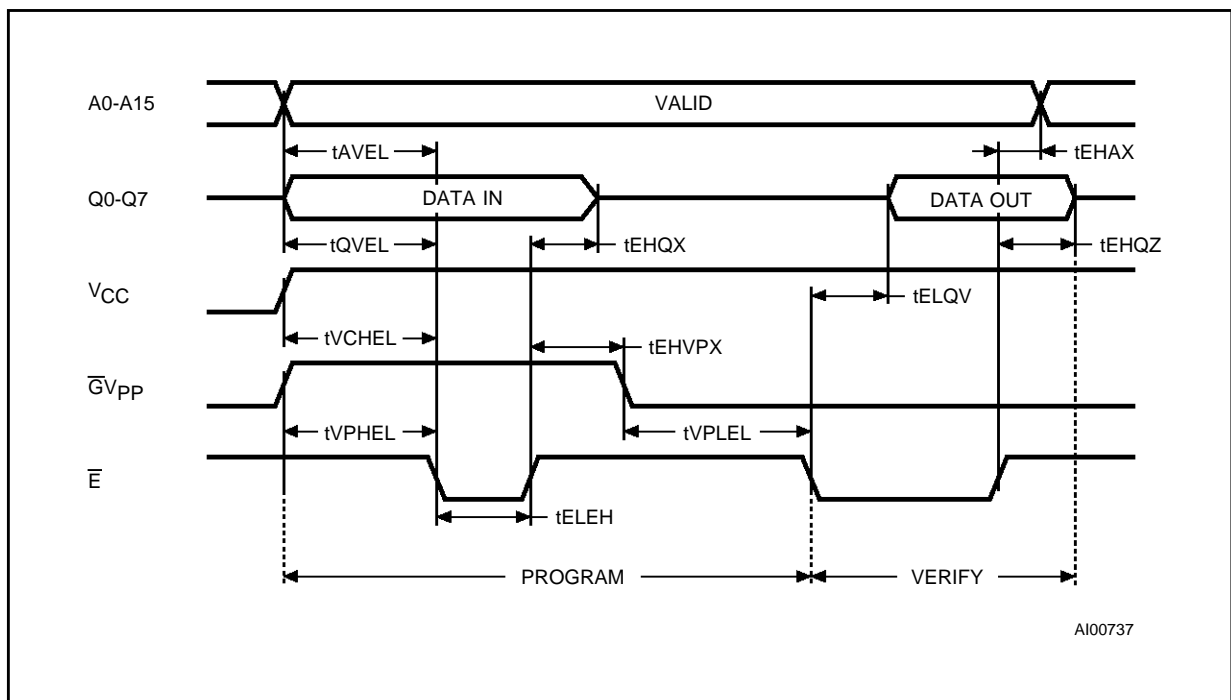 A0-A15
VALID
tAVEL
tEHAX
Q0-Q7
DATA IN
DATA OUT
tQVEL
tEHQX
tEHQZ
VCC
tELQV
tVCHEL
tEHVPX
G̅VPP
tVPHEL
tVPLEL
E̅
tELEH
PROGRAM
VERIFY
AI00737